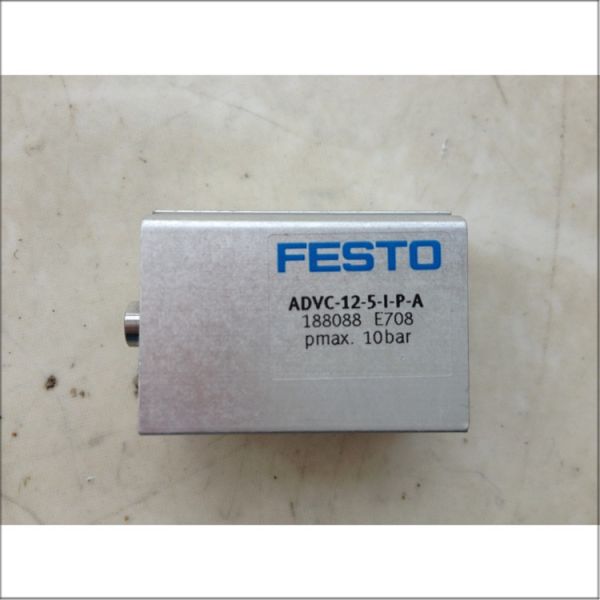 FESTO
ADVC-12-5-I-P-A
188088 E708
pmax. 10bar